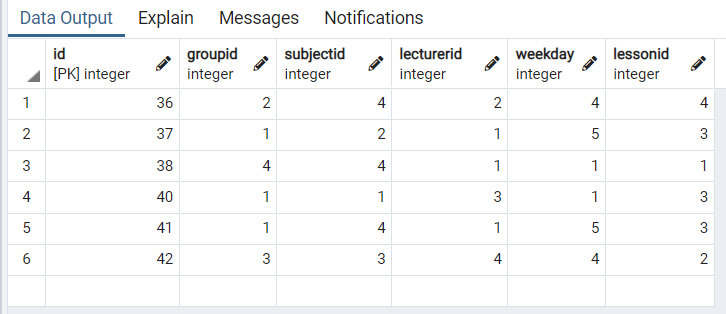 Data Output Explain Messages Notifications
id groupid subjectid lecturerid weekday lessonid
[PK] integer integer integer integer integer integer
1 36 2 4 2 4 4
2 37 1 2 1 5 3
3 38 4 4 1 1 1
4 40 1 1 3 1 3
5 41 1 4 1 5 3
6 42 3 3 4 4 2